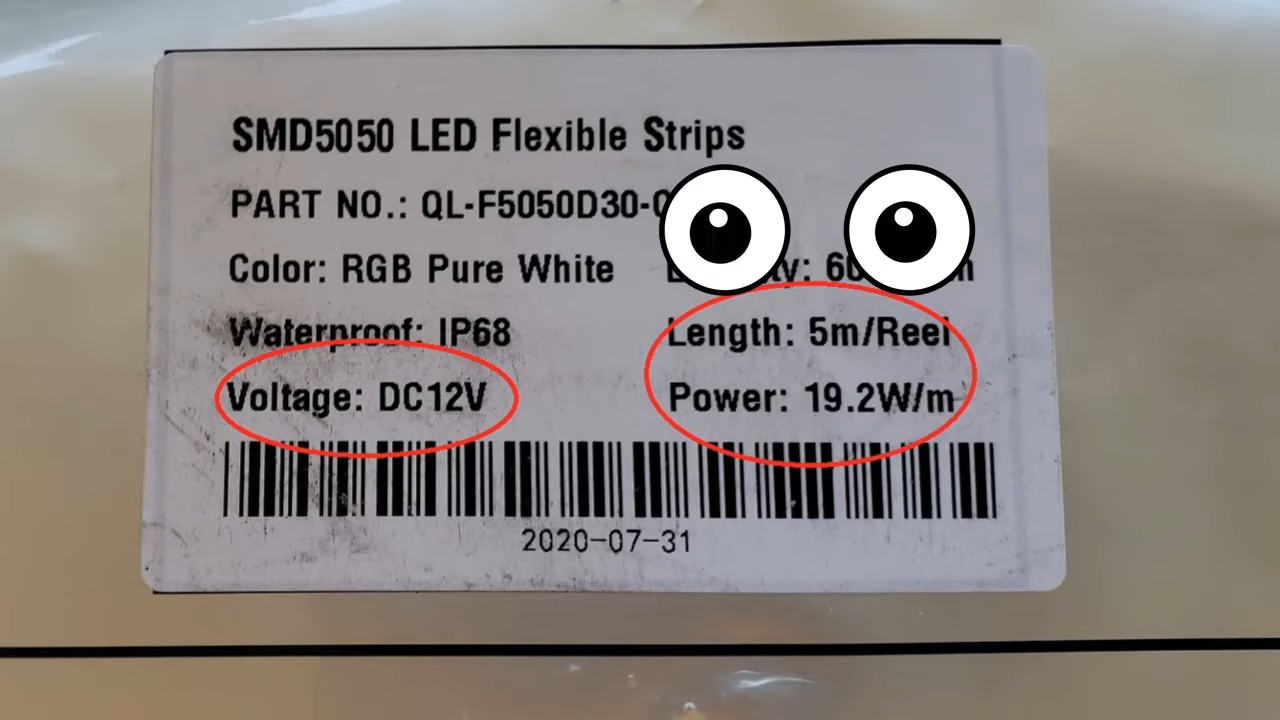 SMD5050 LED Flexible Strips
PART NO.: QL-F5050D30-
Color: RGB Pure White
Waterproof: IP68
Length: 5m/Reel
Voltage: DC12V
Power: 19.2W/m
2020-07-31